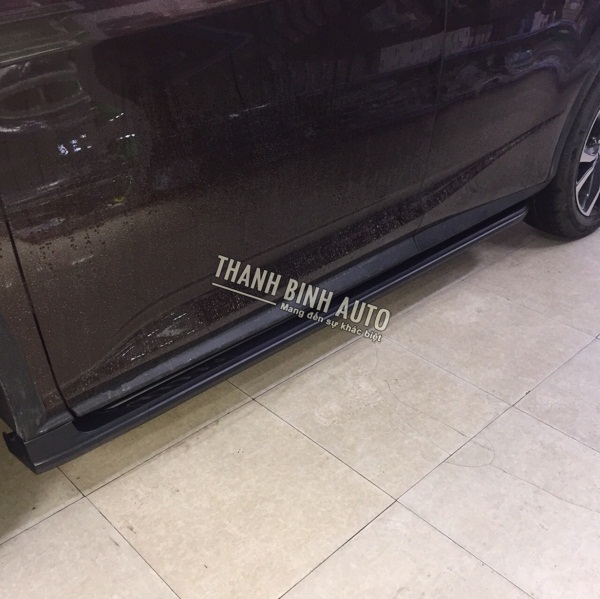 THANH BINH AUTO
Mang đến sự khác biệt